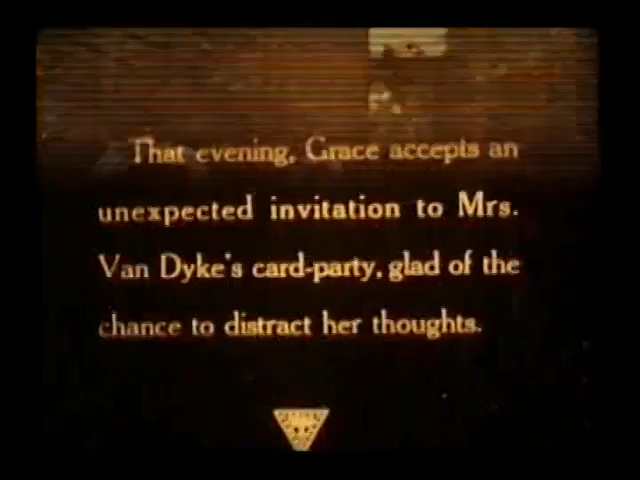 That evening, Grace accepts an
unexpected invitation to Mrs.
Van Dyke's card-party, glad of the
chance to distract her thoughts.